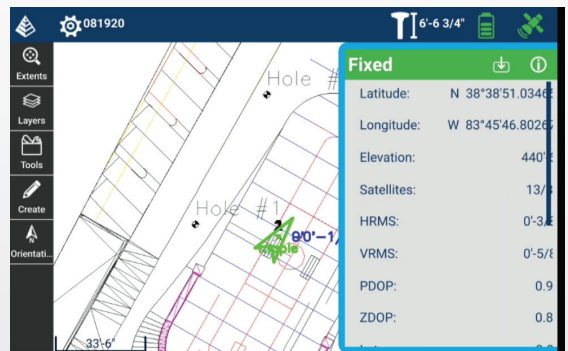 081920
6'-6 3/4"
Extents
Layers
Tools
Create
Orientati...
Hole #
Hole #1
2
33'-6"
Fixed
Latitude: N 38°38'51.0346
Longitude: W 83°45'46.8026
Elevation: 440'
Satellites: 13/
HRMS: 0'-3/
VRMS: 0'-5/8
PDOP: 0.9
ZDOP: 0.8